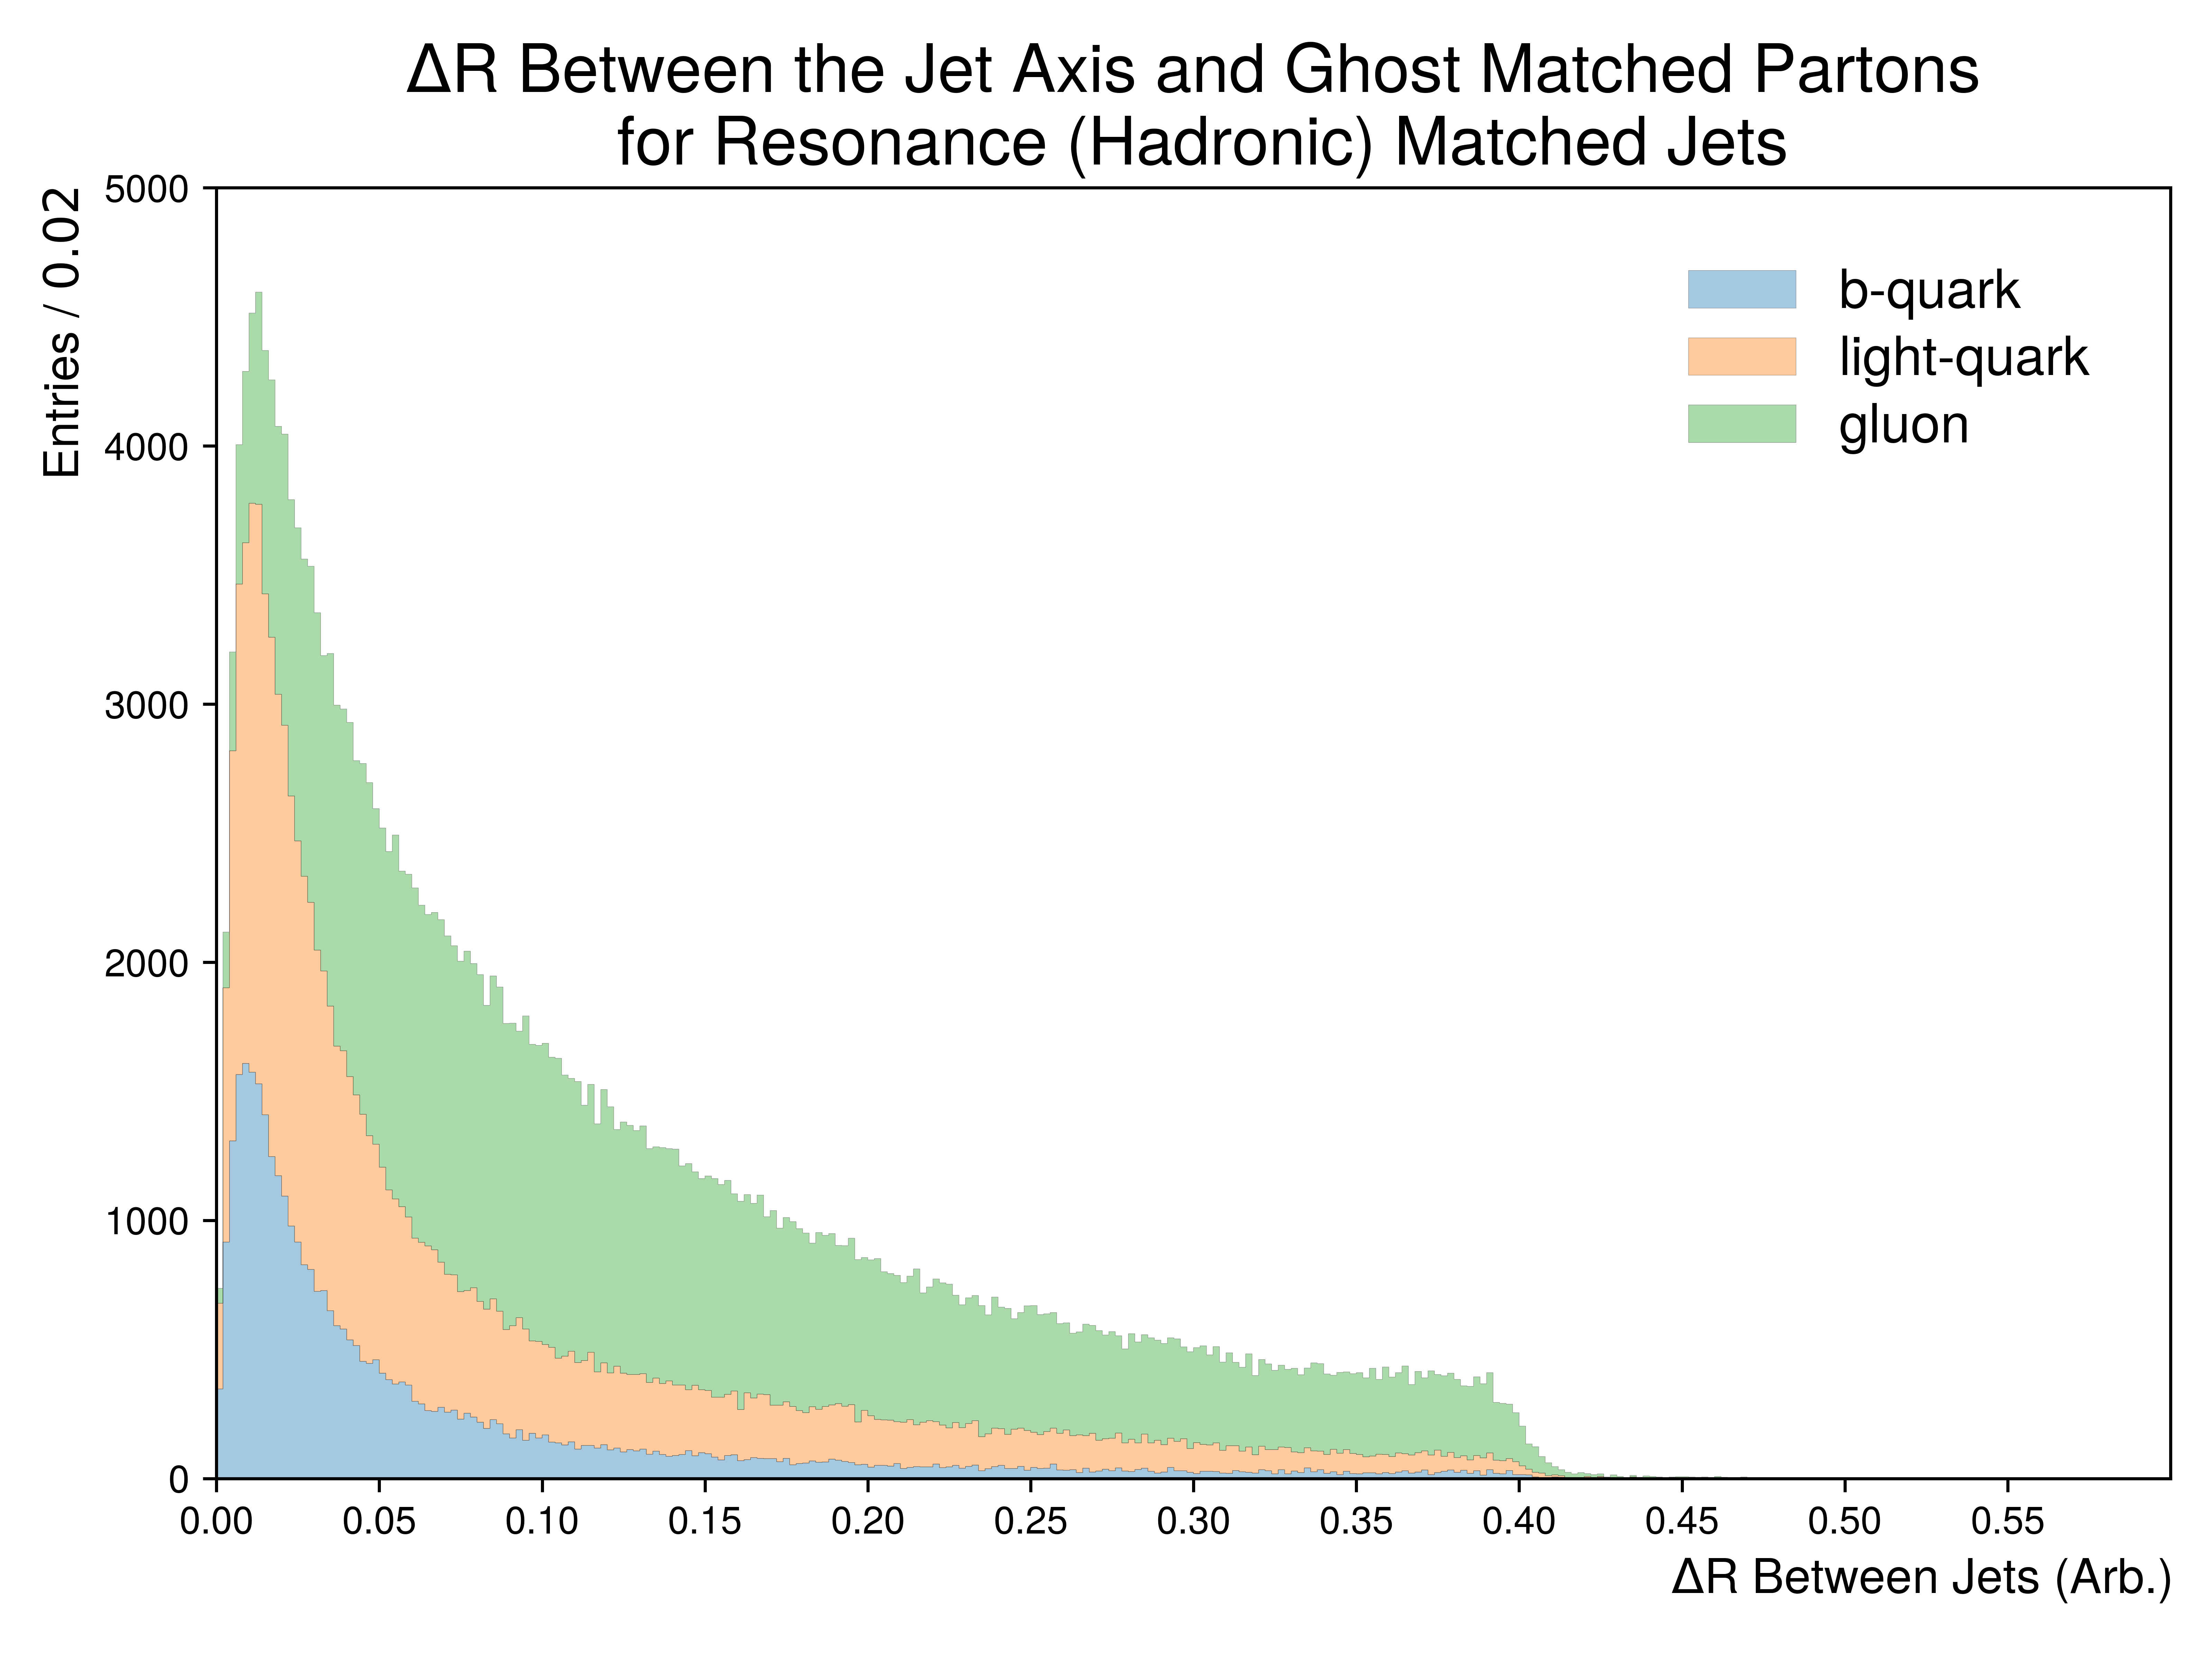 ΔR Between the Jet Axis and Ghost Matched Partons
for Resonance (Hadronic) Matched Jets
Entries / 0.02
5000
4000
3000
2000
1000
0
b-quark
light-quark
gluon
0.00 0.05 0.10 0.15 0.20 0.25 0.30 0.35 0.40 0.45 0.50 0.55
ΔR Between Jets (Arb.)